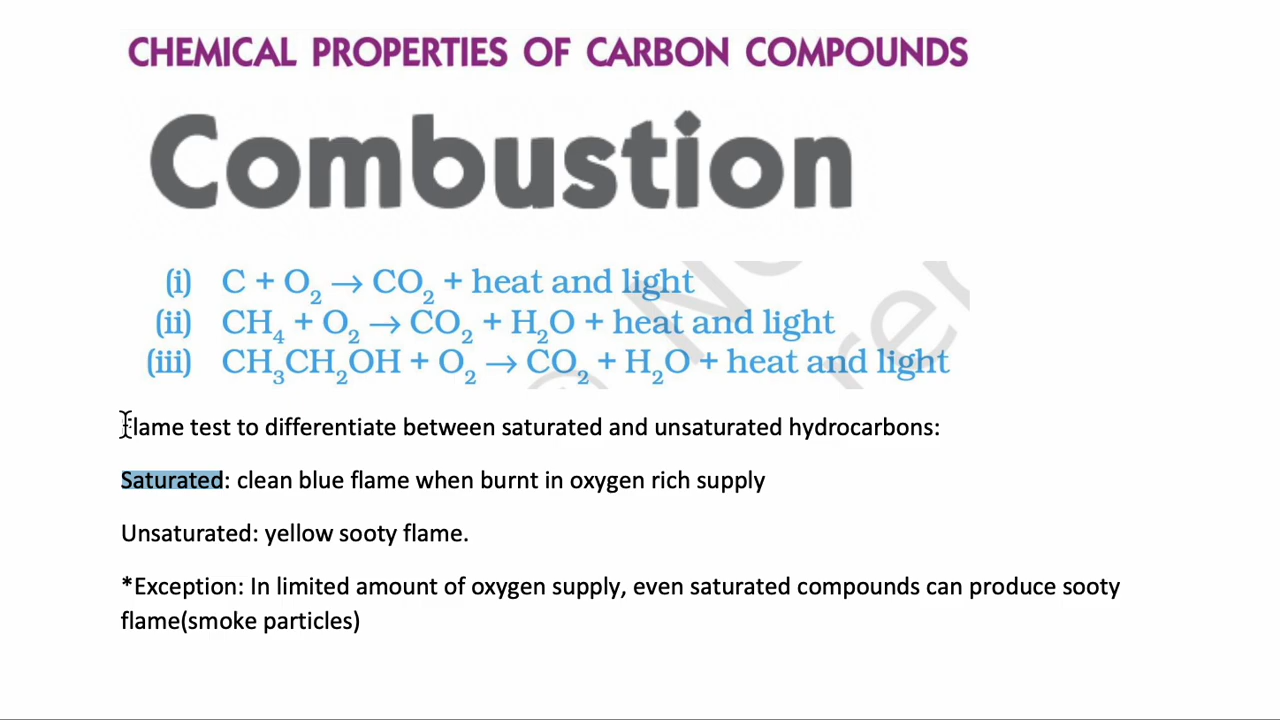 CHEMICAL PROPERTIES OF CARBON COMPOUNDS
Combustion
(i) C + O₂ → CO₂ + heat and light
(ii) CH₄ + O₂ → CO₂ + H₂O + heat and light
(iii) CH₃CH₂OH + O₂ → CO₂ + H₂O + heat and light
Flame test to differentiate between saturated and unsaturated hydrocarbons:
Saturated: clean blue flame when burnt in oxygen rich supply
Unsaturated: yellow sooty flame.
*Exception: In limited amount of oxygen supply, even saturated compounds can produce sooty
flame(smoke particles)